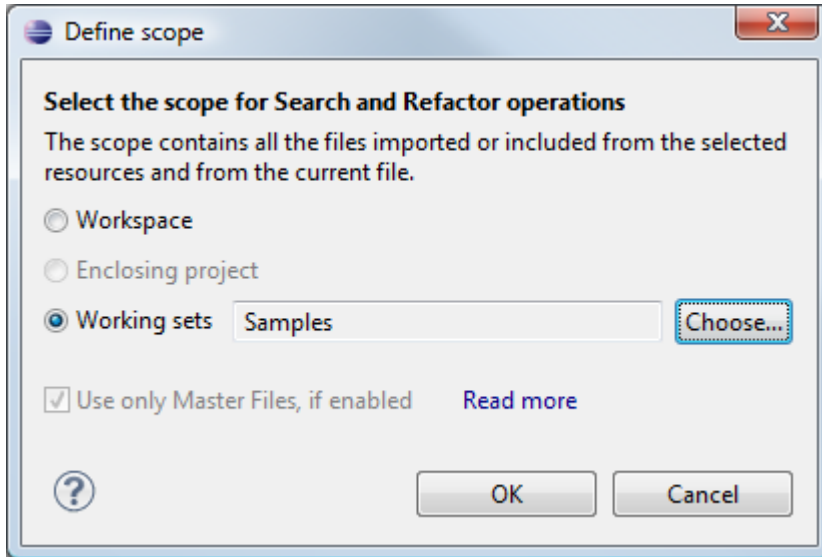 Define scope
Select the scope for Search and Refactor operations
The scope contains all the files imported or included from the selected
resources and from the current file.
Workspace
Enclosing project
Working sets Samples Choose...
Use only Master Files, if enabled Read more
? OK Cancel